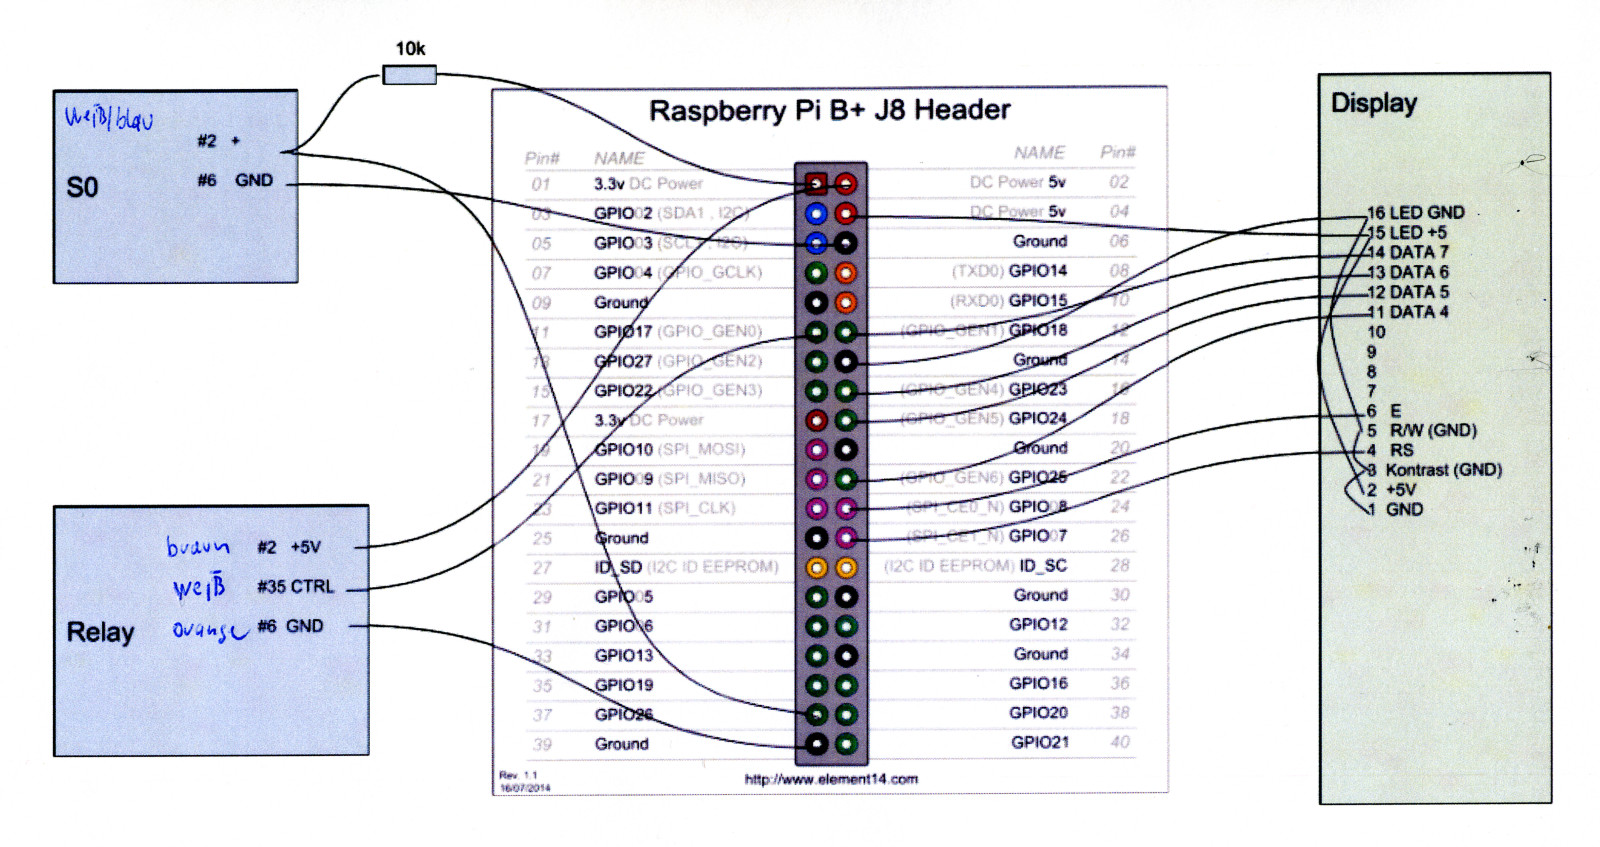 10k
weiß/blau
#2 +
S0
#6 GND
braun #2 +5V
weiß #35 CTRL
Relay
orange #6 GND
Raspberry Pi B+ J8 Header
Pin# NAME NAME Pin#
01 3.3v DC Power DC Power 5v 02
03 GPIO02 (SDA1 , I2C) DC Power 5v 04
05 GPIO03 (SCL1 , I2C) Ground 06
07 GPIO04 (GPIO_GCLK) (TXD0) GPIO14 08
09 Ground (RXD0) GPIO15 10
11 GPIO17 (GPIO_GEN0) (GPIO_GEN1) GPIO18 12
13 GPIO27 (GPIO_GEN2) Ground 14
15 GPIO22 (GPIO_GEN3) (GPIO_GEN4) GPIO23 16
17 3.3v DC Power (GPIO_GEN5) GPIO24 18
19 GPIO10 (SPI_MOSI) Ground 20
21 GPIO09 (SPI_MISO) (GPIO_GEN6) GPIO25 22
23 GPIO11 (SPI_CLK) (SPI_CE0_N) GPIO08 24
25 Ground (SPI_CE1_N) GPIO07 26
27 ID_SD (I2C ID EEPROM) (I2C ID EEPROM) ID_SC 28
29 GPIO05 Ground 30
31 GPIO06 GPIO12 32
33 GPIO13 Ground 34
35 GPIO19 GPIO16 36
37 GPIO26 GPIO20 38
39 Ground GPIO21 40
Rev. 1.1
16/07/2014
http://www.element14.com
Display
16 LED GND
15 LED +5
14 DATA 7
13 DATA 6
12 DATA 5
11 DATA 4
10
9
8
7
6 E
5 R/W (GND)
4 RS
3 Kontrast (GND)
2 +5V
1 GND